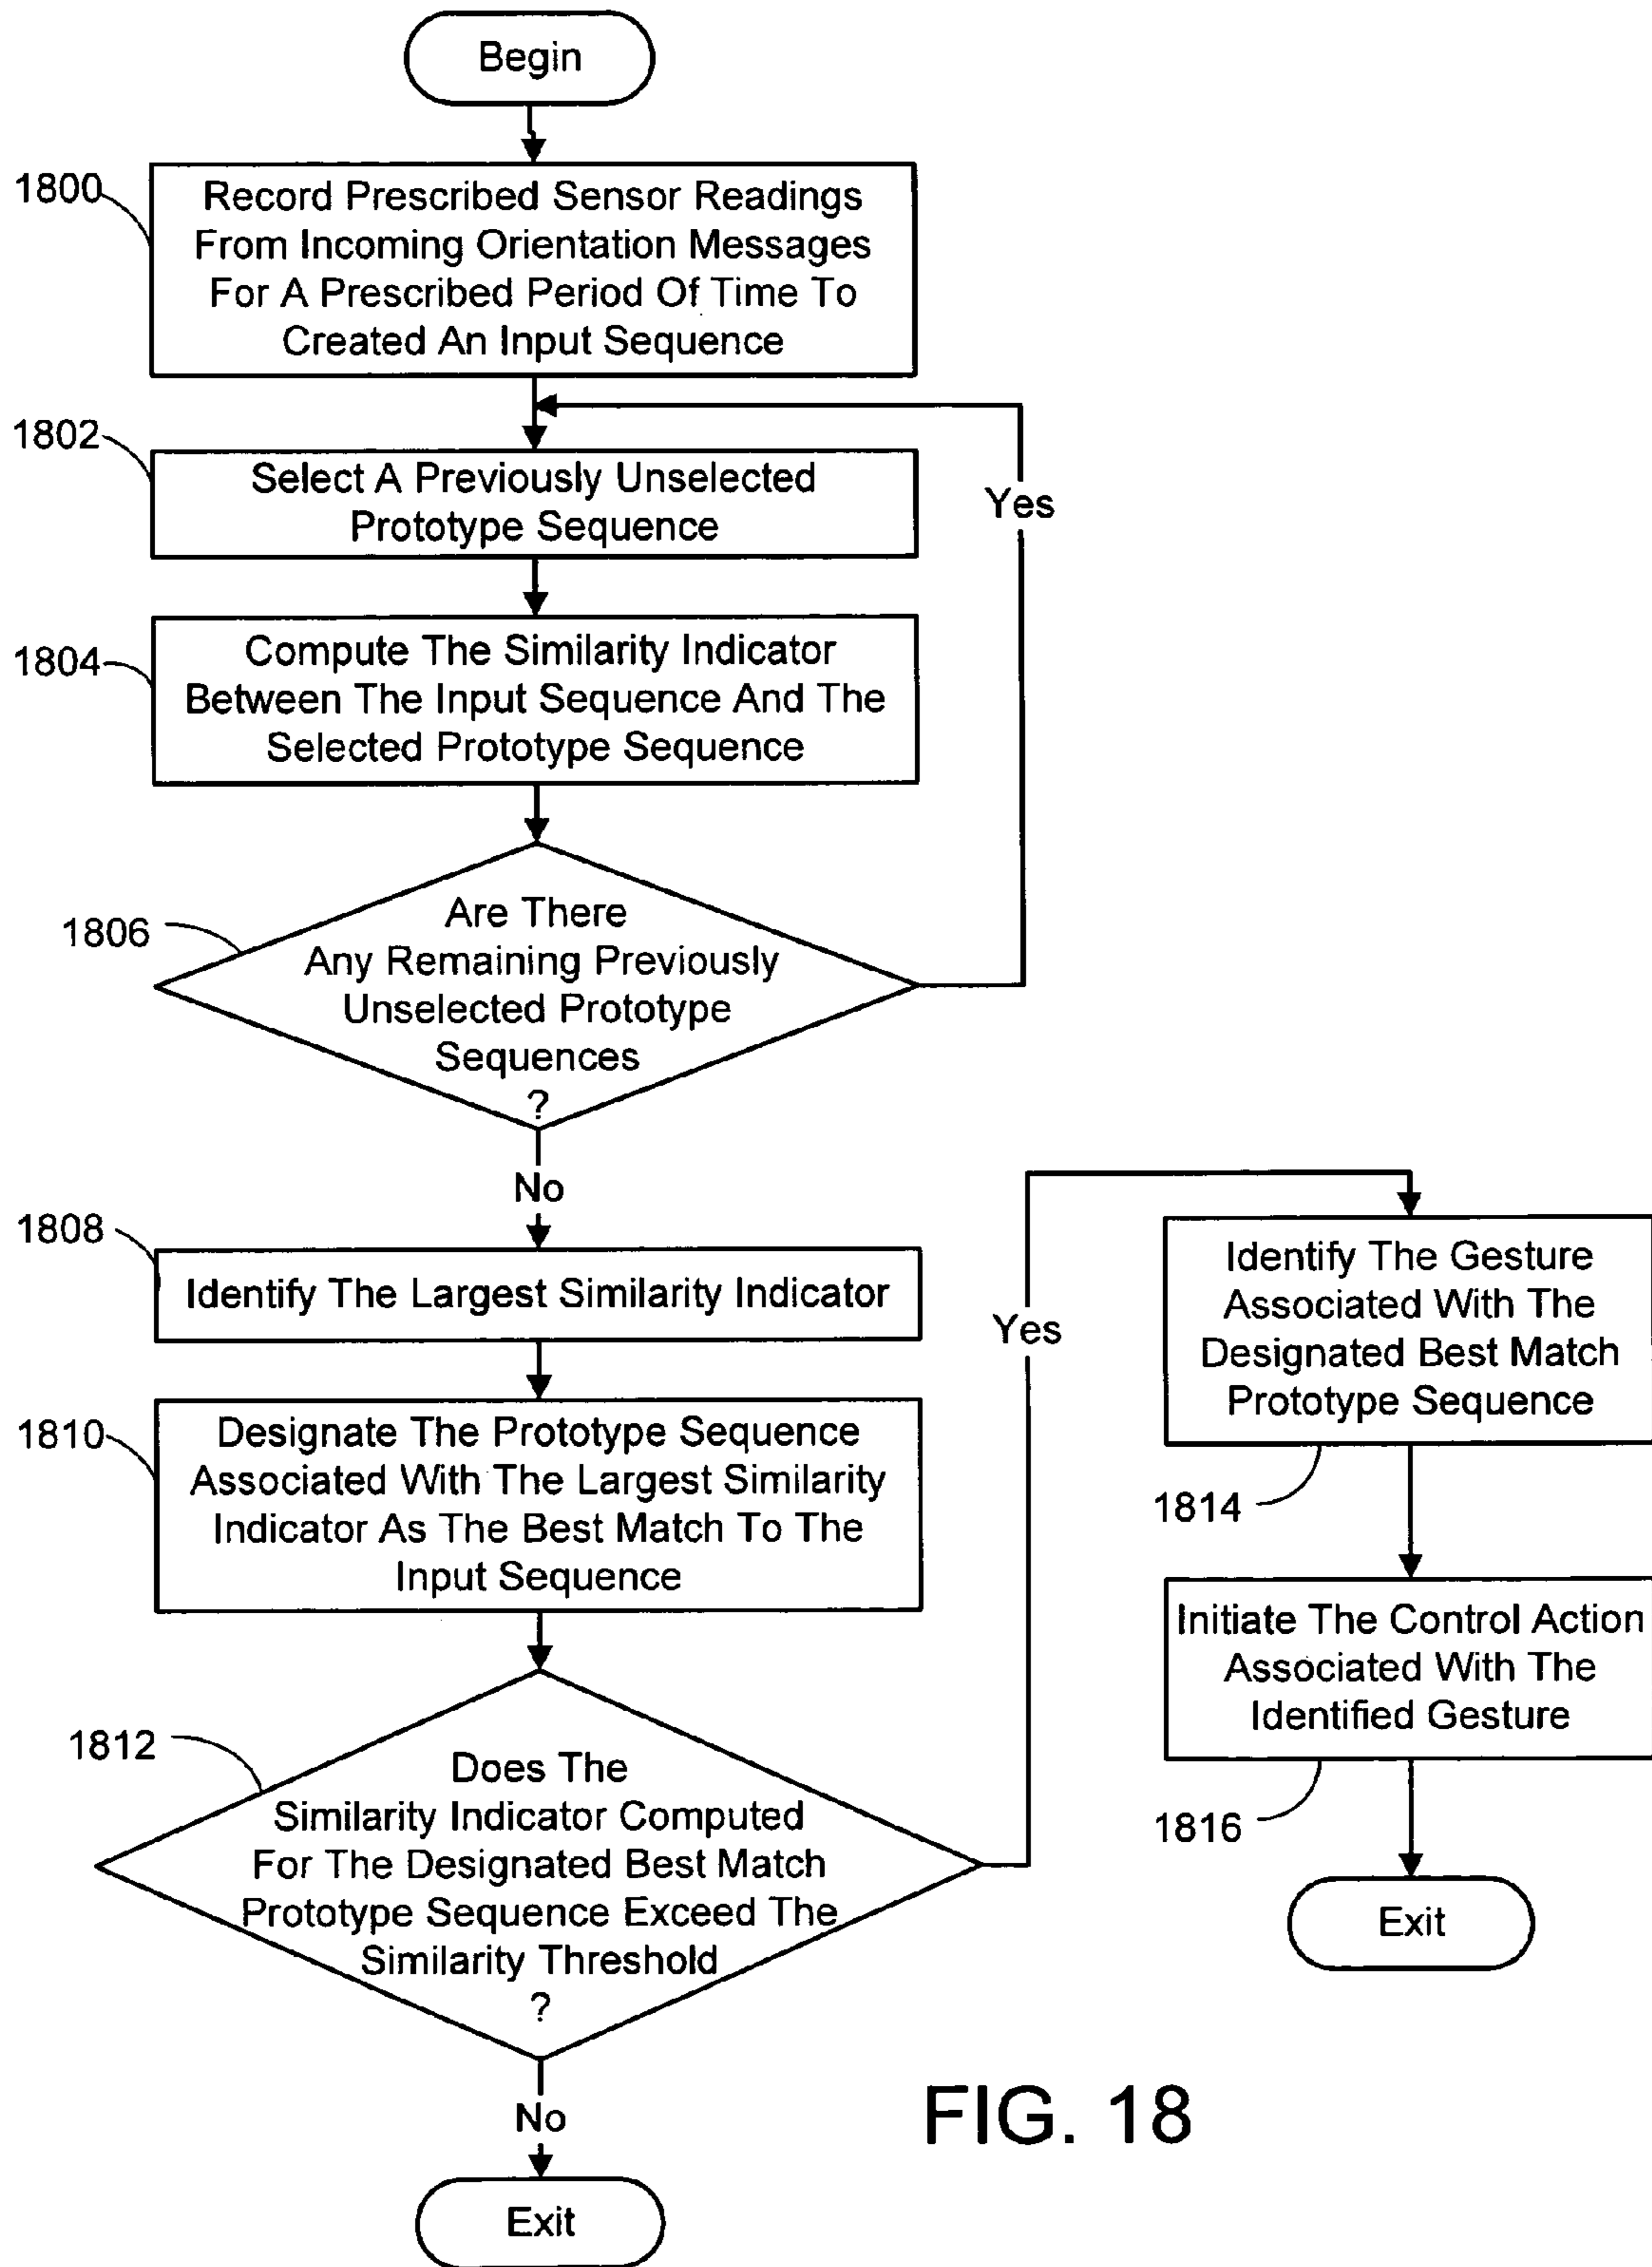 Begin
1800
Record Prescribed Sensor Readings
From Incoming Orientation Messages
For A Prescribed Period Of Time To
Created An Input Sequence
1802
Select A Previously Unselected
Prototype Sequence
Yes
1804
Compute The Similarity Indicator
Between The Input Sequence And The
Selected Prototype Sequence
1806
Are There
Any Remaining Previously
Unselected Prototype
Sequences
?
No
1808
Identify The Largest Similarity Indicator
1810
Designate The Prototype Sequence
Associated With The Largest Similarity
Indicator As The Best Match To The
Input Sequence
1812
Does The
Similarity Indicator Computed
For The Designated Best Match
Prototype Sequence Exceed The
Similarity Threshold
?
No
Exit
Yes
Identify The Gesture
Associated With The
Designated Best Match
Prototype Sequence
1814
Initiate The Control Action
Associated With The
Identified Gesture
1816
Exit
FIG. 18